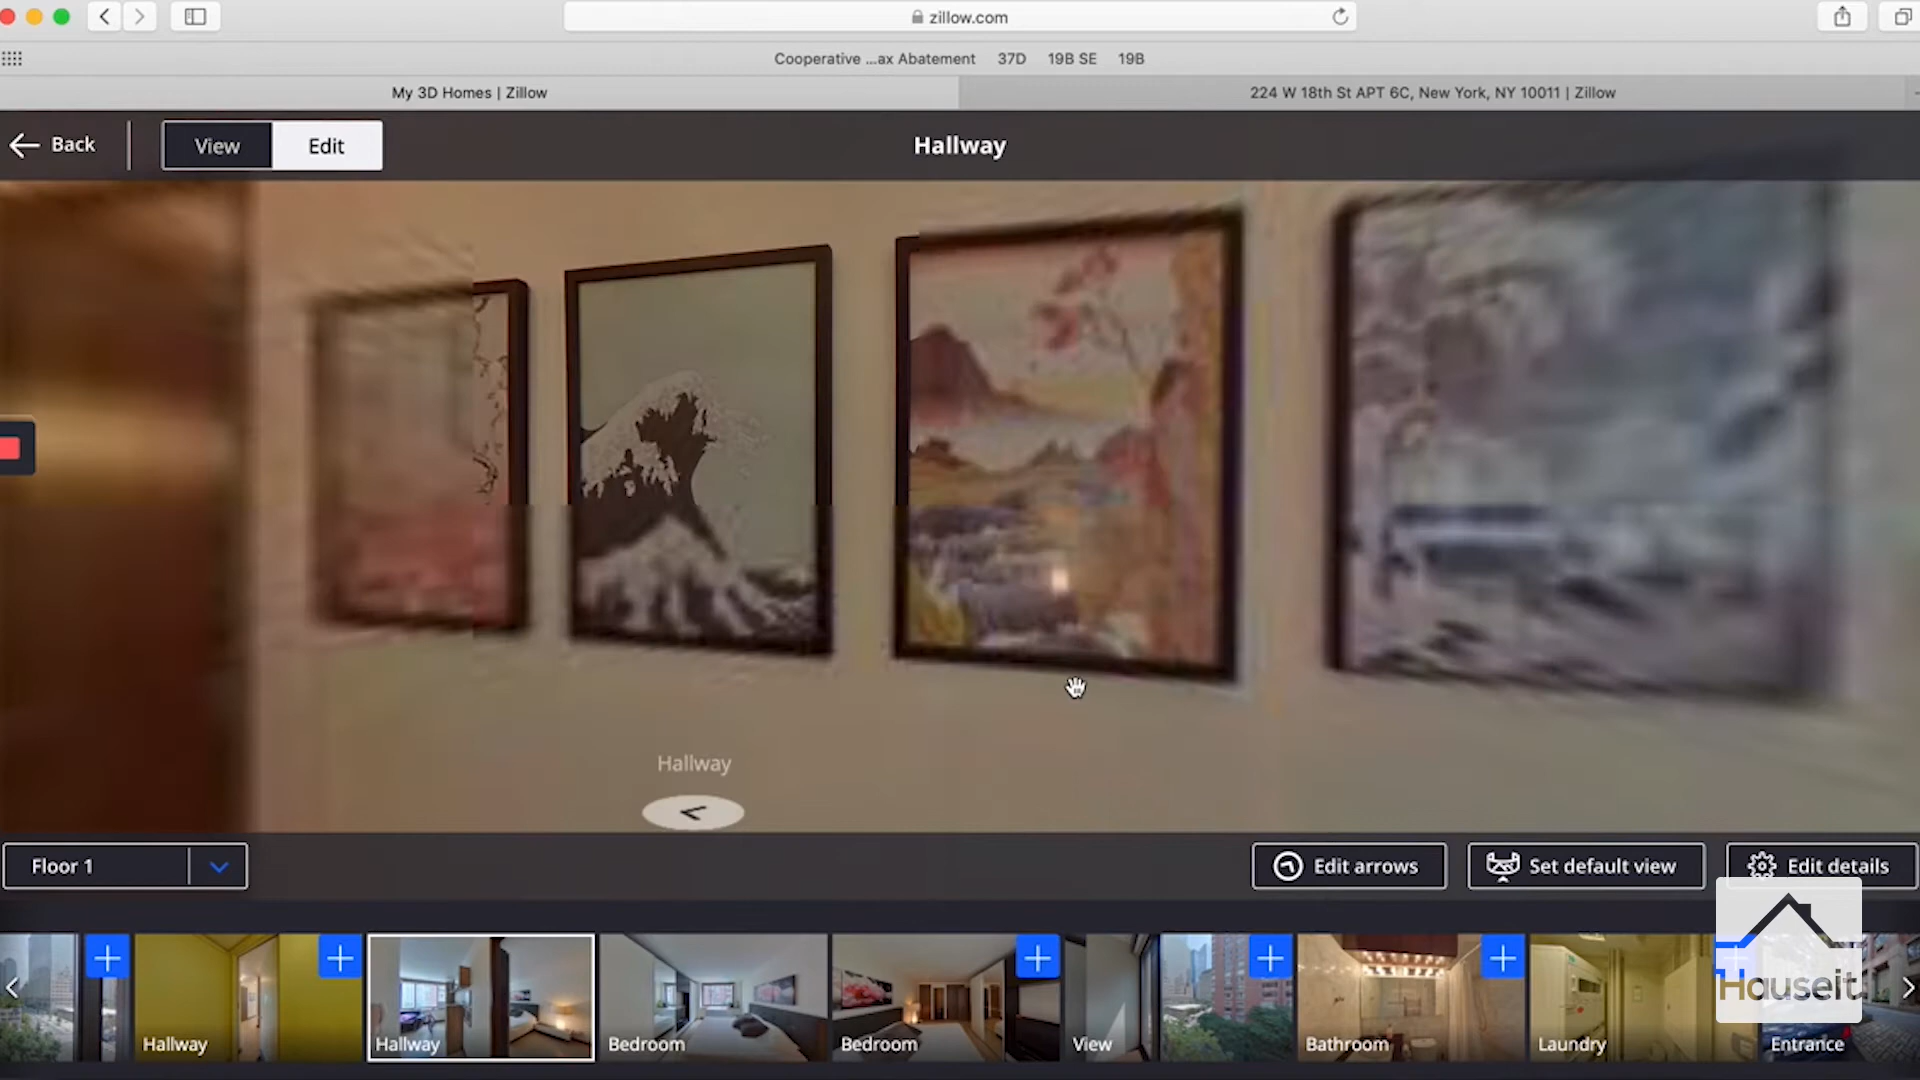 zillow.com
Cooperative ...ax Abatement 37D 19B SE 19B
My 3D Homes | Zillow
224 W 18th St APT 6C, New York, NY 10011 | Zillow
Back
View
Edit
Hallway
Hallway
Floor 1
Edit arrows
Set default view
Edit details
Hallway
Hallway
Bedroom
Bedroom
View
Bathroom
Laundry
Entrance
Hauseit